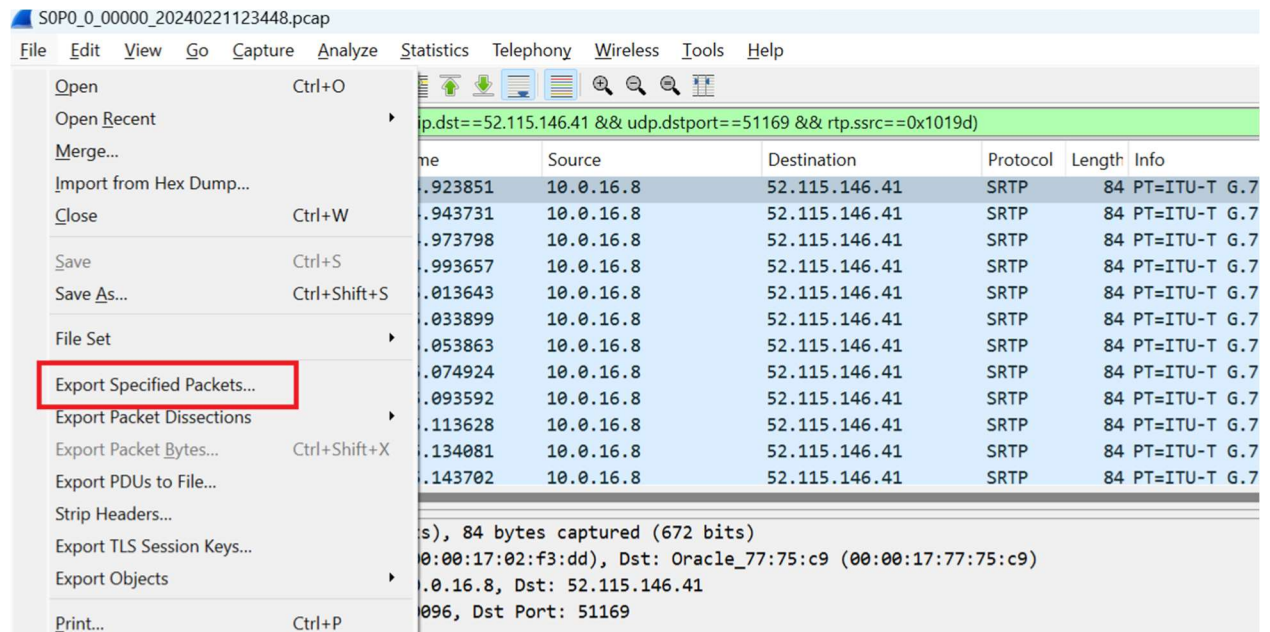 S0P0_0_00000_20240221123448.pcap
File Edit View Go Capture Analyze Statistics Telephony Wireless Tools Help
Open Ctrl+O
Open Recent
Merge...
Import from Hex Dump...
Close Ctrl+W
Save Ctrl+S
Save As... Ctrl+Shift+S
File Set
Export Specified Packets...
Export Packet Dissections
Export Packet Bytes... Ctrl+Shift+X
Export PDUs to File...
Strip Headers...
Export TLS Session Keys...
Export Objects
Print... Ctrl+P
ip.dst==52.115.146.41 && udp.dstport==51169 && rtp.ssrc==0x1019d)
me Source Destination Protocol Length Info
.923851 10.0.16.8 52.115.146.41 SRTP 84 PT=ITU-T G.7
.943731 10.0.16.8 52.115.146.41 SRTP 84 PT=ITU-T G.7
.973798 10.0.16.8 52.115.146.41 SRTP 84 PT=ITU-T G.7
.993657 10.0.16.8 52.115.146.41 SRTP 84 PT=ITU-T G.7
.013643 10.0.16.8 52.115.146.41 SRTP 84 PT=ITU-T G.7
.033899 10.0.16.8 52.115.146.41 SRTP 84 PT=ITU-T G.7
.053863 10.0.16.8 52.115.146.41 SRTP 84 PT=ITU-T G.7
.074924 10.0.16.8 52.115.146.41 SRTP 84 PT=ITU-T G.7
.093592 10.0.16.8 52.115.146.41 SRTP 84 PT=ITU-T G.7
.113628 10.0.16.8 52.115.146.41 SRTP 84 PT=ITU-T G.7
.134081 10.0.16.8 52.115.146.41 SRTP 84 PT=ITU-T G.7
.143702 10.0.16.8 52.115.146.41 SRTP 84 PT=ITU-T G.7
s), 84 bytes captured (672 bits)
0:00:17:02:f3:dd), Dst: Oracle_77:75:c9 (00:00:17:77:75:c9)
.0.16.8, Dst: 52.115.146.41
096, Dst Port: 51169